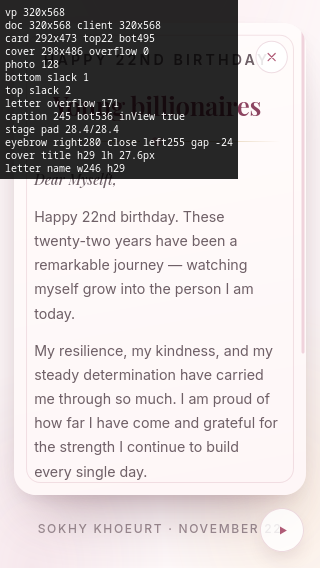 vp 320x568
doc 320x568 client 320x568
card 292x473 top22 bot495
cover 298x486 overflow 0
photo 128
bottom slack 1
top slack 2
letter overflow 171
caption 245 bot536 inView true
stage pad 28.4/28.4
eyebrow right280 close left255 gap -24
cover title h29 1h 27.6px
letter name w246 h29
HAPPY 22ND BIRTHDAY
billionaires
Dear Myself,
Happy 22nd birthday. These
twenty-two years have been a
remarkable journey — watching
myself grow into the person I am
today.
My resilience, my kindness, and my
steady determination have carried
me through so much. I am proud of
how far I have come and grateful for
the strength I continue to build
every single day.
SOKHY KHOEURT · NOVEMBER 22